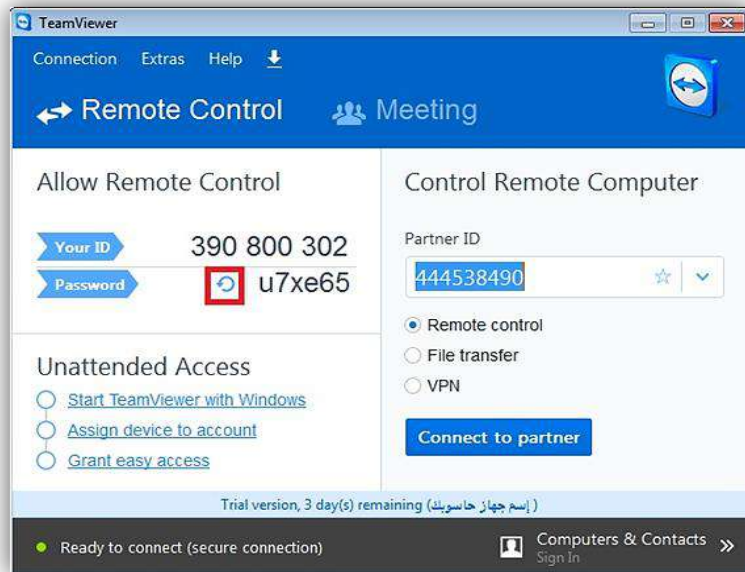 TeamViewer
Connection Extras Help
Remote Control Meeting
Allow Remote Control
Your ID 390 800 302
Password u7xe65
Unattended Access
Start TeamViewer with Windows
Assign device to account
Grant easy access
Control Remote Computer
Partner ID
444538490
Remote control
File transfer
VPN
Connect to partner
Trial version, 3 day(s) remaining (إسم جهاز حاسوبك)
Ready to connect (secure connection)
Computers & Contacts
Sign In